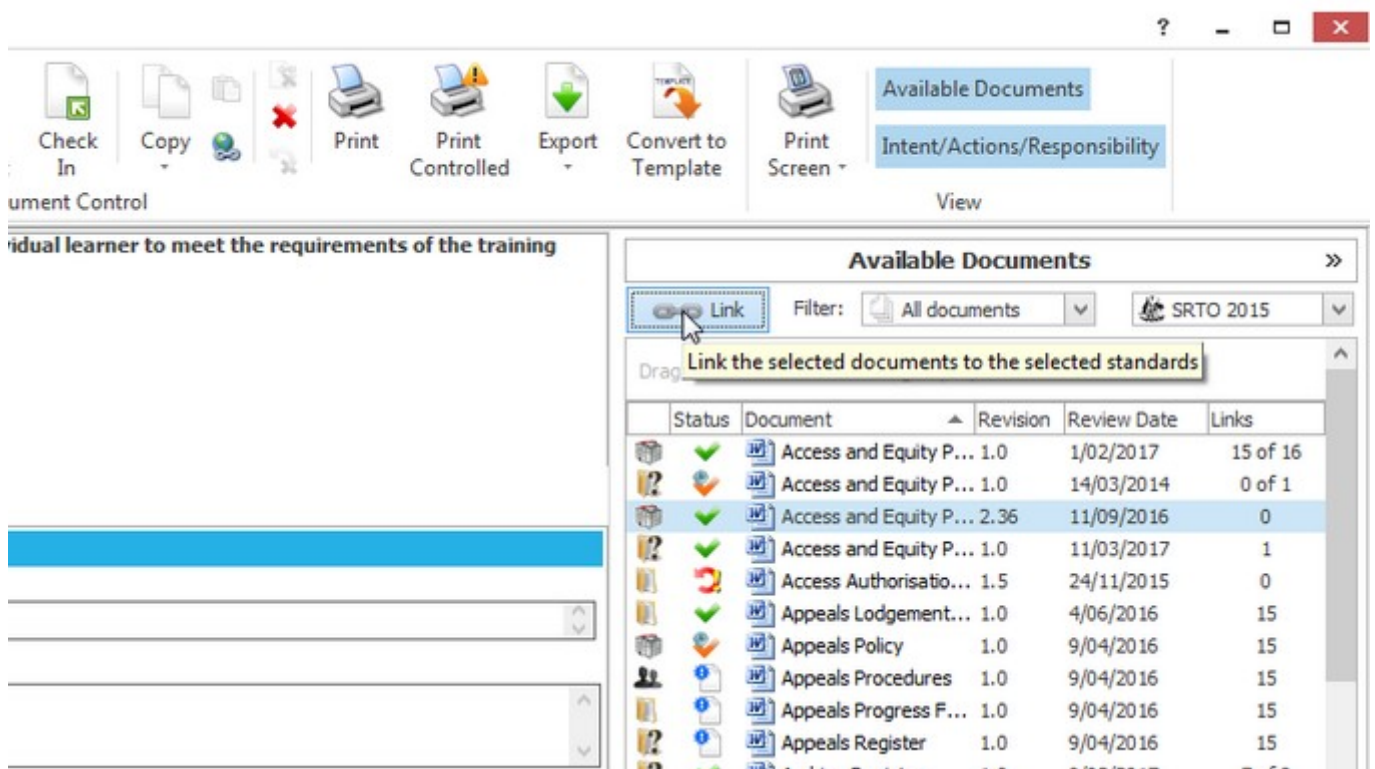 ?
Check In
Copy
Print
Print Controlled
Export
TEMPLATE
Convert to Template
Print Screen
Available Documents
Intent/Actions/Responsibility
ument Control
View
vidual learner to meet the requirements of the training
Available Documents »
Link Filter: All documents SRTO 2015
Link the selected documents to the selected standards
Drag
Status Document Revision Review Date Links
Access and Equity P... 1.0 1/02/2017 15 of 16
Access and Equity P... 1.0 14/03/2014 0 of 1
Access and Equity P... 2.36 11/09/2016 0
Access and Equity P... 1.0 11/03/2017 1
Access Authorisatio... 1.5 24/11/2015 0
Appeals Lodgement... 1.0 4/06/2016 15
Appeals Policy 1.0 9/04/2016 15
Appeals Procedures 1.0 9/04/2016 15
Appeals Progress F... 1.0 9/04/2016 15
Appeals Register 1.0 9/04/2016 15